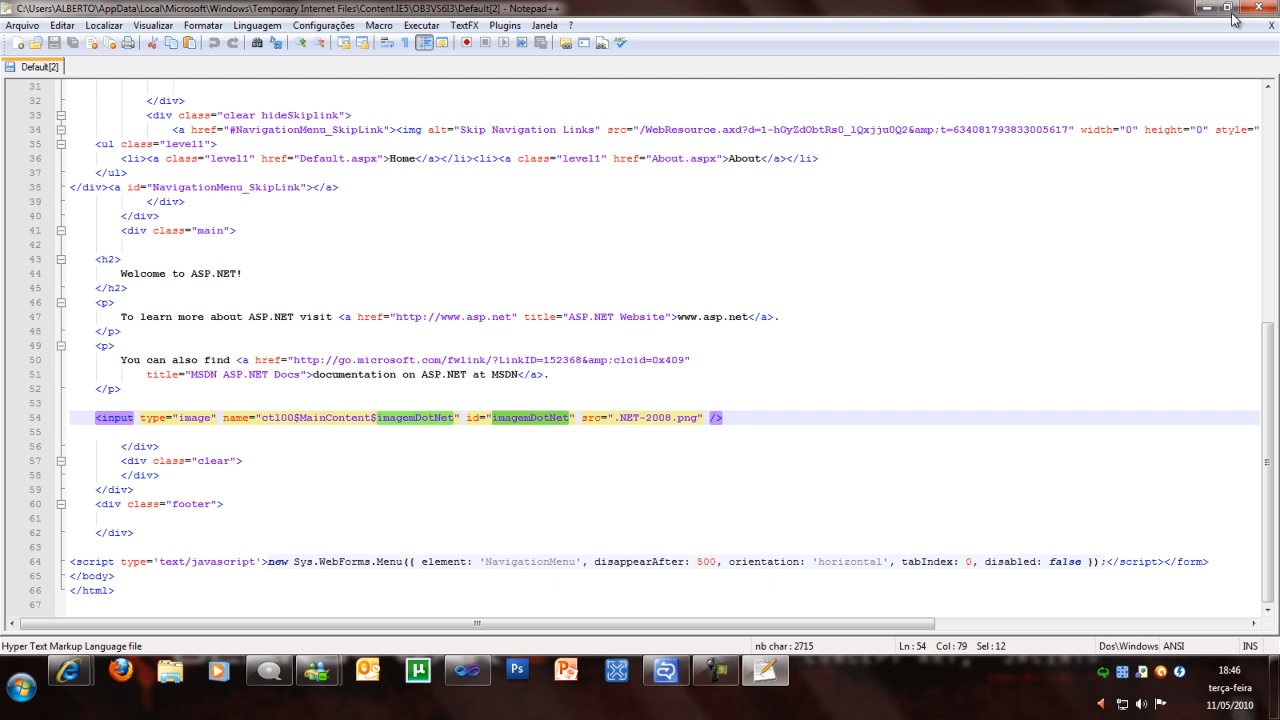 C:\Users\ALBERTO\AppData\Local\Microsoft\Windows\Temporary Internet Files\Content.IE5\OB3VS6I3\Default[2] - Notepad++
Arquivo Editar Localizar Visualizar Formatar Linguagem Configurações Macro Executar TextFX Plugins Janela ? X
Default[2]
31
32 </div>
33 <div class="clear hideSkiplink">
34 <a href="#NavigationMenu_SkipLink"><img alt="Skip Navigation Links" src="/WebResource.axd?d=1-hGyZdObtRs0_lQxjju0Q2&amp;t=634081793833005617" width="0" height="0" style="
35 <ul class="level1">
36 <li><a class="level1" href="Default.aspx">Home</a></li><li><a class="level1" href="About.aspx">About</a></li>
37 </ul>
38 </div><a id="NavigationMenu_SkipLink"></a>
39 </div>
40 </div>
41 <div class="main">
42
43 <h2>
44 Welcome to ASP.NET!
45 </h2>
46 <p>
47 To learn more about ASP.NET visit <a href="http://www.asp.net" title="ASP.NET Website">www.asp.net</a>.
48 </p>
49 <p>
50 You can also find <a href="http://go.microsoft.com/fwlink/?LinkID=152368&amp;clcid=0x409"
51 title="MSDN ASP.NET Docs">documentation on ASP.NET at MSDN</a>.
52 </p>
53
54 <input type="image" name="ctl00$MainContent$imagemDotNet" id="imagemDotNet" src=".NET-2008.png" />
55
56 </div>
57 <div class="clear">
58 </div>
59 </div>
60 <div class="footer">
61
62 </div>
63
64 <script type='text/javascript'>new Sys.WebForms.Menu({ element: 'NavigationMenu', disappearAfter: 500, orientation: 'horizontal', tabIndex: 0, disabled: false });</script></form>
65 </body>
66 </html>
67
Hyper Text Markup Language file nb char : 2715 Ln : 54 Col : 79 Sel : 12 Dos\Windows ANSI INS
Ps
18:46
terça-feira
11/05/2010